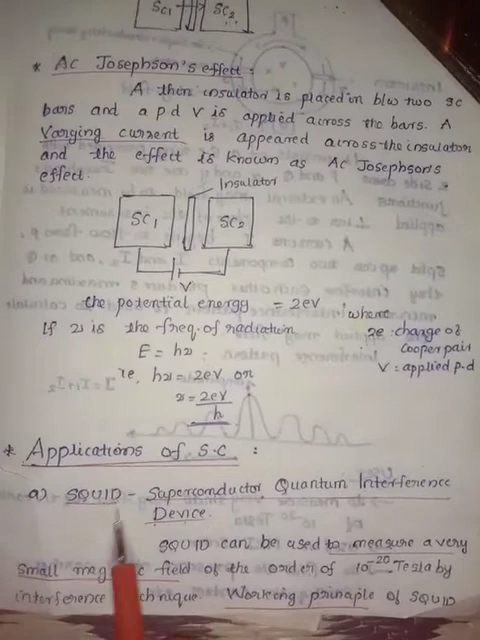 SC1 SC2
* AC Josephson's effect :
A thin insulator is placed in b/w two SC
bars and a p.d V is applied across the bars. A
Varying current is appeared across the insulator
and the effect is known as AC Josephson's
effect.
Insulator
SC1 SC2
V
the potential energy = 2eV where
If ν is the freq. of radiation 2e - charge of
E = hν. Cooper pair
ie, hν = 2eV or V = applied p.d
ν = 2eV
h
* Applications of S.C :
a) - SQUID - Superconductor Quantum Interference
Device.
SQUID can be used to measure a very
Small magnetic field of the order of 10^-20 Tesla by
interference technique. Working principle of SQUID